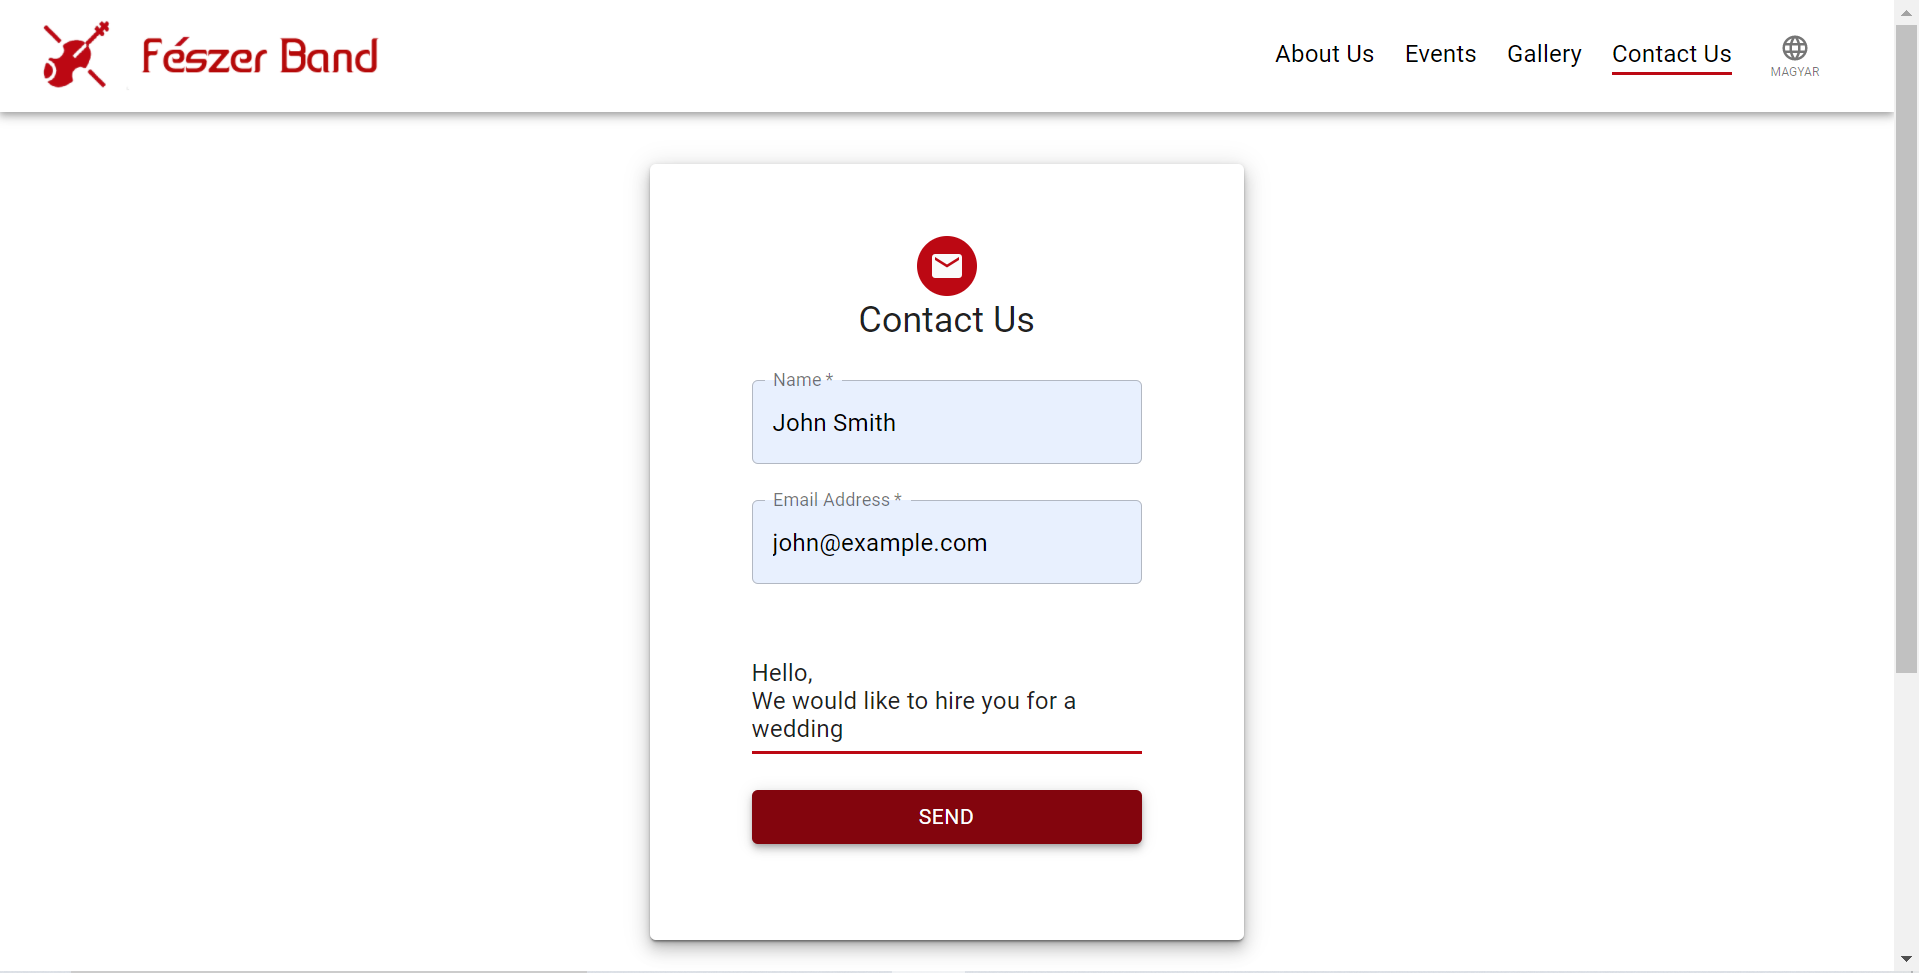 Fészer Band
About Us
Events
Gallery
Contact Us
MAGYAR
Contact Us
Name *
John Smith
Email Address *
john@example.com
Hello,
We would like to hire you for a
wedding
SEND